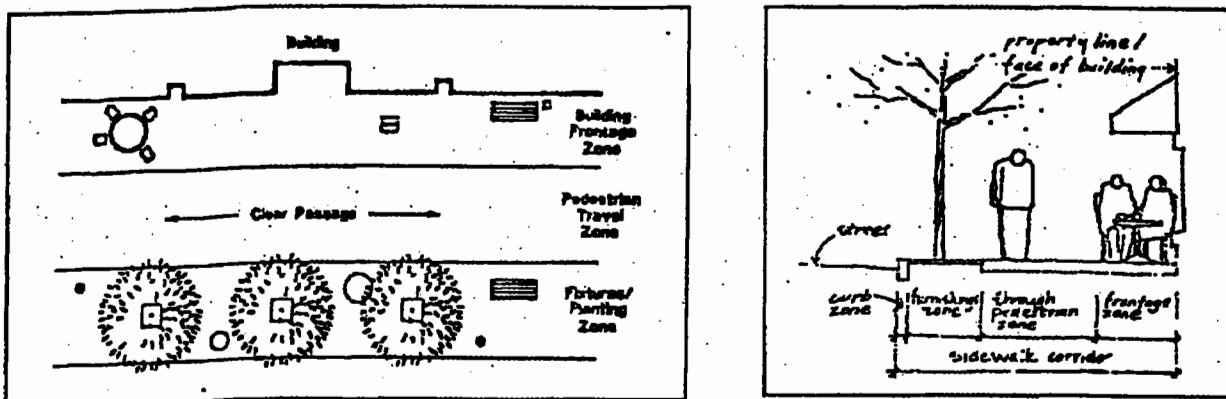 Building
Building
Frontage
Zone
Pedestrian
Travel
Zone
Clear Passage
Fixtures/
Planting
Zone
property line/
face of building
street
curb
zone
furnishing
zone
through
pedestrian
zone
frontage
zone
sidewalk corridor